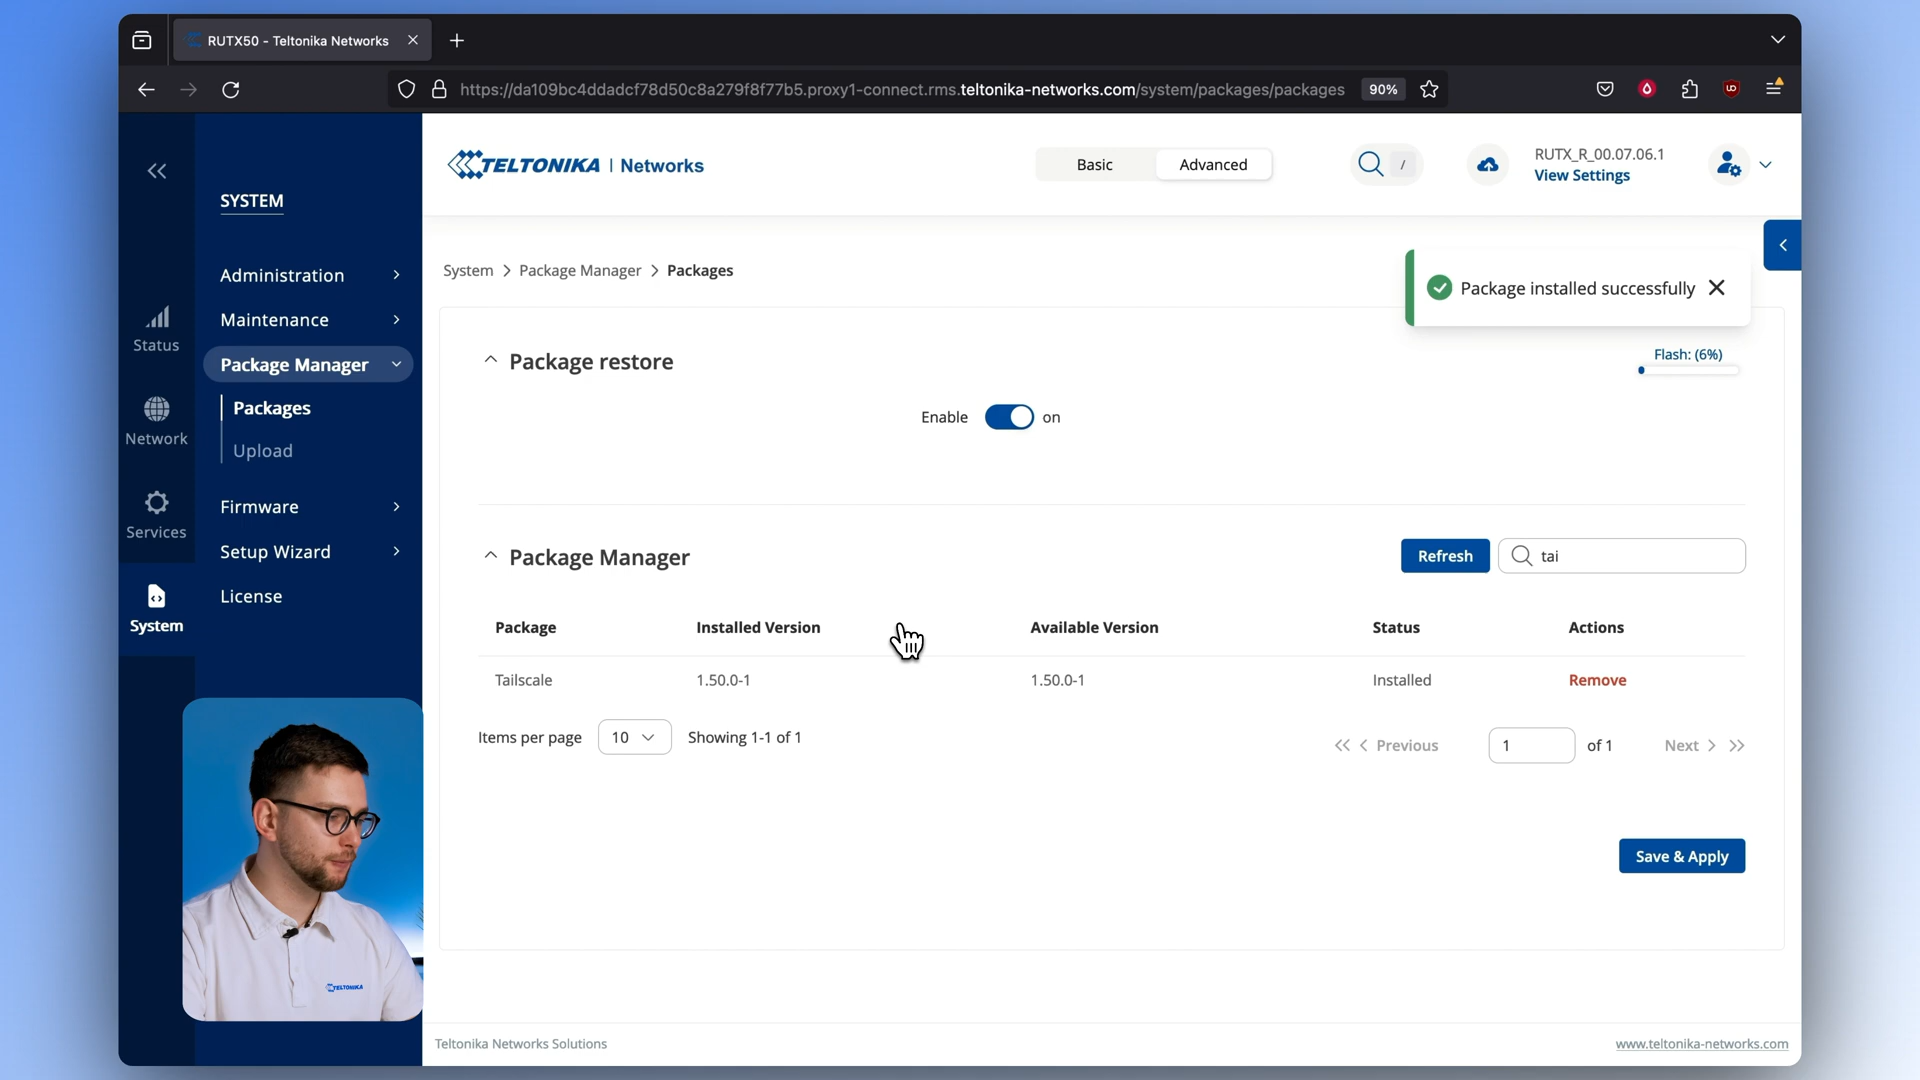 RUTX50 - Teltonika Networks
https://da109bc4ddadcf78d50c8a279f8f77b5.proxy1-connect.rms.teltonika-networks.com/system/packages/packages
90%
TELTONIKA | Networks
Basic
Advanced
/
RUTX_R_00.07.06.1
View Settings
SYSTEM
Administration
Maintenance
Package Manager
Packages
Upload
Firmware
Setup Wizard
License
Status
Network
Services
System
System > Package Manager > Packages
Package installed successfully
Package restore
Flash: (6%)
Enable on
Package Manager
Refresh
tai
Package Installed Version Available Version Status Actions
Tailscale 1.50.0-1 1.50.0-1 Installed Remove
Items per page 10 Showing 1-1 of 1
Previous 1 of 1 Next
Save & Apply
TELTONIKA
Teltonika Networks Solutions
www.teltonika-networks.com